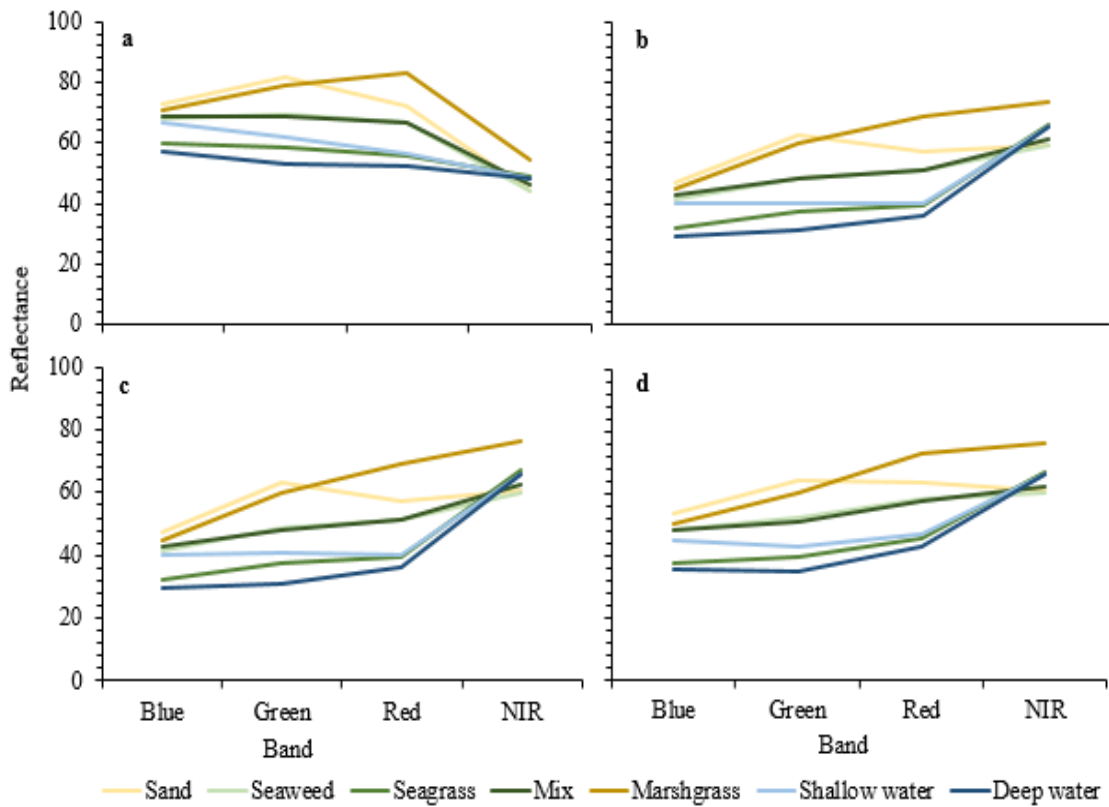 a
100
80
60
40
20
0
b
Reflectance
c
100
80
60
40
20
0
Blue Green Red NIR
Band
d
Blue Green Red NIR
Band
Sand Seaweed Seagrass Mix Marshgrass Shallow water Deep water